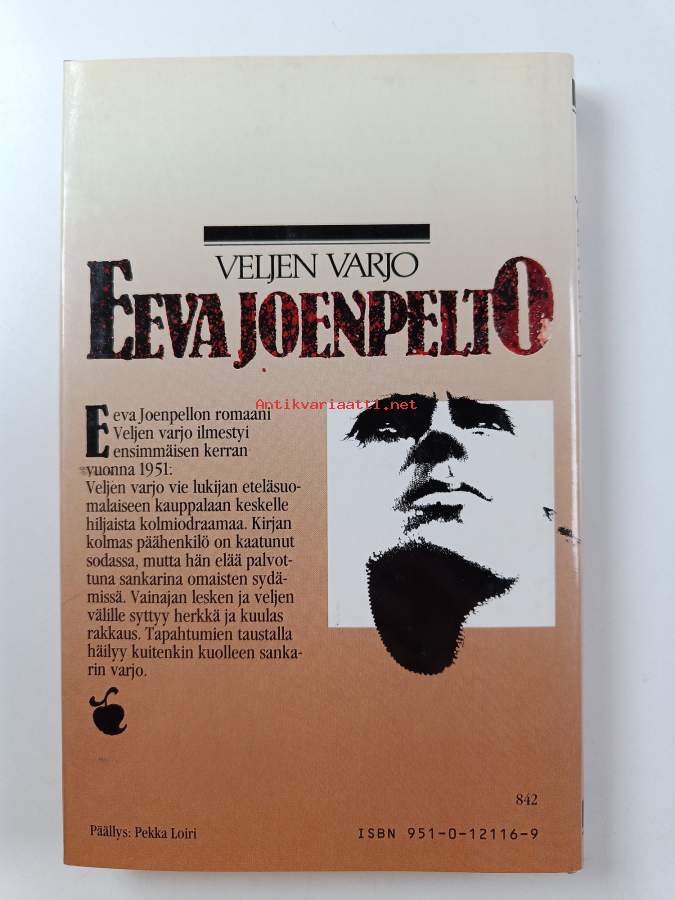 VELJEN VARJO
EEVA JOENPELTO
Antikvariaatti.net
Eeva Joenpellon romaani
Veljen varjo ilmestyi
ensimmäisen kerran
vuonna 1951:
Veljen varjo vie lukijan eteläsuo-
malaiseen kauppalaan keskelle
hiljaista kolmiodraamaa. Kirjan
kolmas päähenkilö on kaatunut
sodassa, mutta hän elää palvot-
tuna sankarina omaisten sydä-
missä. Vainajan lesken ja veljen
välille syttyy herkkä ja kuulas
rakkaus. Tapahtumien taustalla
häilyy kuitenkin kuolleen sanka-
rin varjo.
842
Päällys: Pekka Loiri
ISBN 951-0-12116-9